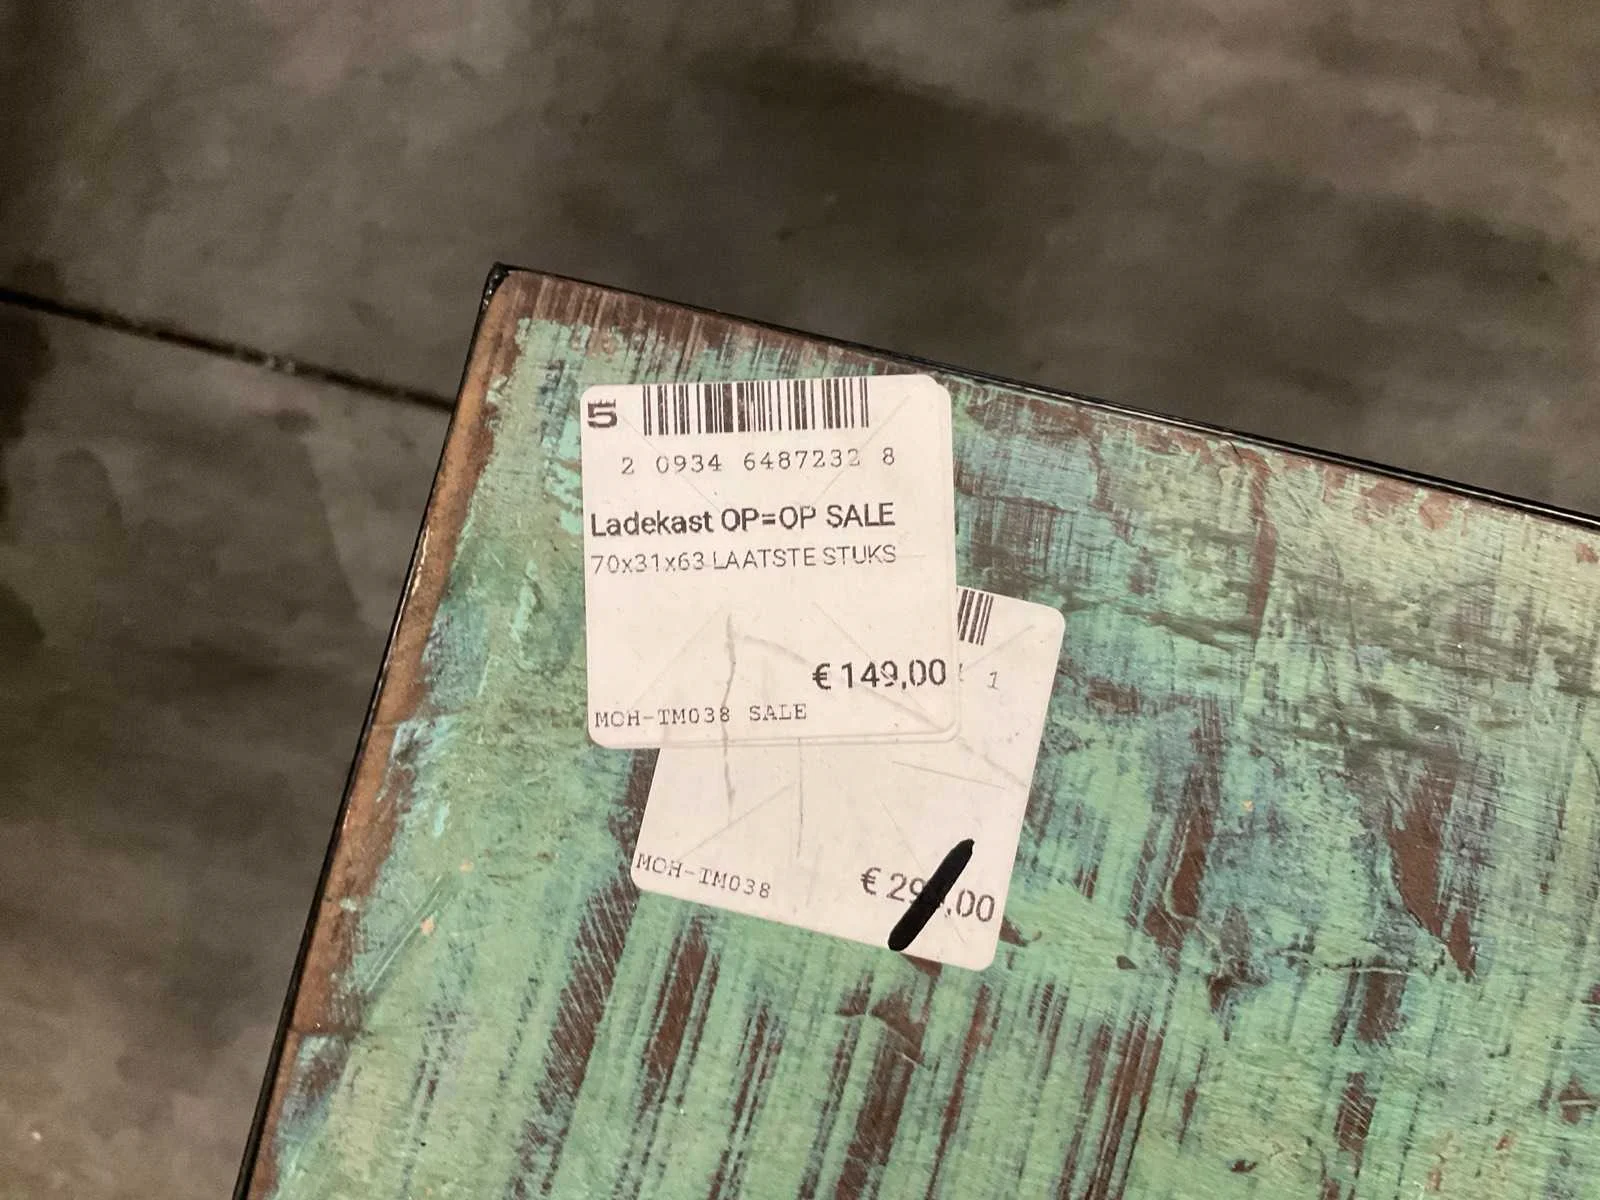 5
2 0934 6487232 8
Ladekast OP=OP SALE
70x31x63 LAATSTE STUKS
€ 149,00
MOH-TM038 SALE
1
MOH-TM038